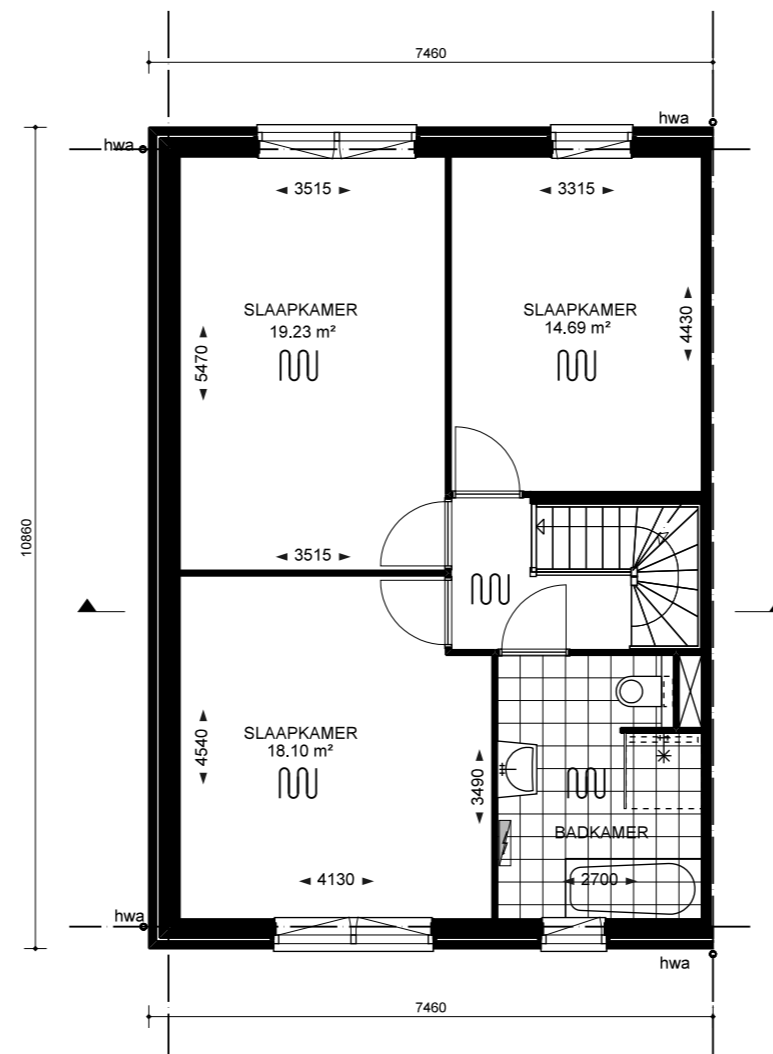 7460
hwa
hwa
3515
3315
SLAAPKAMER
19.23 m²
SLAAPKAMER
14.69 m²
5470
4430
10860
3515
SLAAPKAMER
18.10 m²
4540
3490
BADKAMER
4130
2700
hwa
hwa
7460